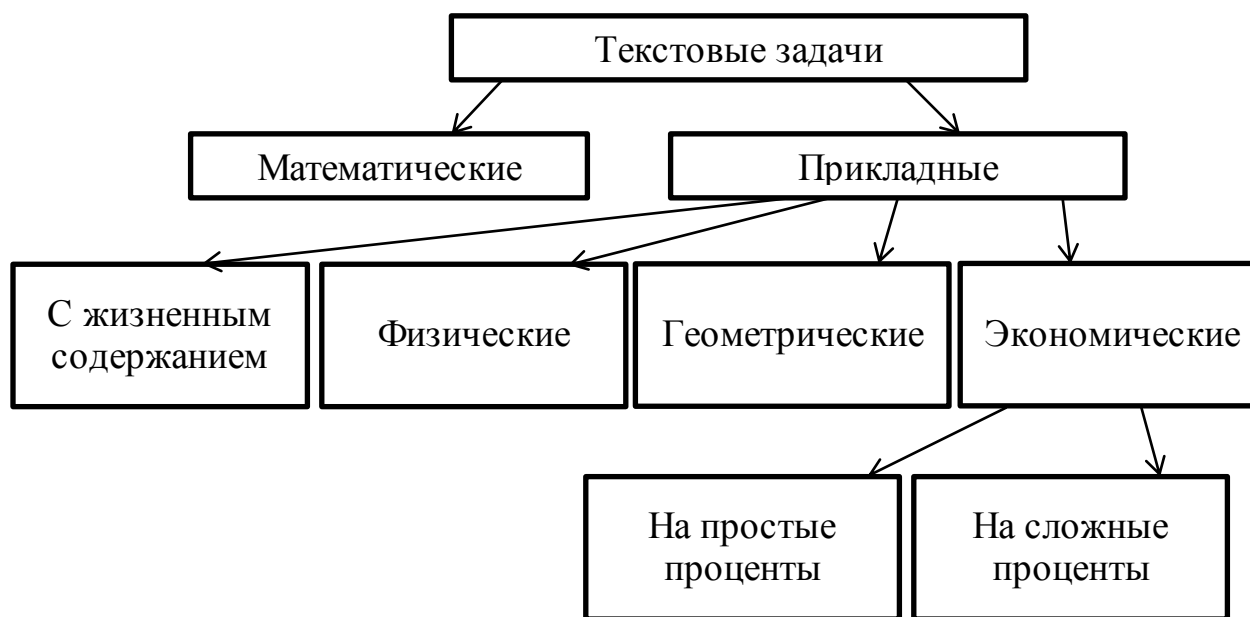 Текстовые задачи
Математические
Прикладные
С жизненным
содержанием
Физические
Геометрические
Экономические
На простые
проценты
На сложные
проценты